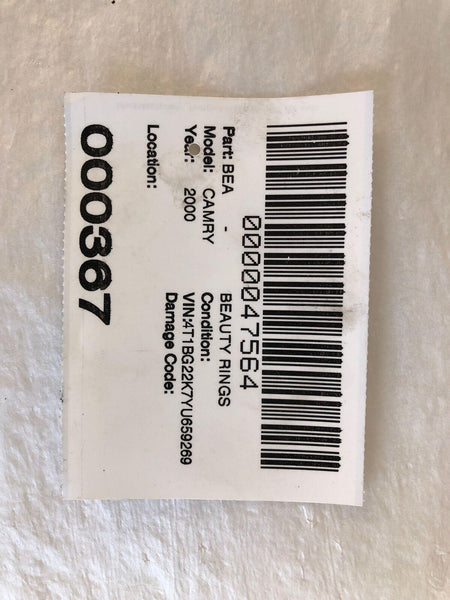 0000047564
Part: BEA - BEAUTY RINGS
Model: CAMRY Condition:
Year: 2000 VIN:4T1BG22K7YU659269
Damage Code:
Location:
000367